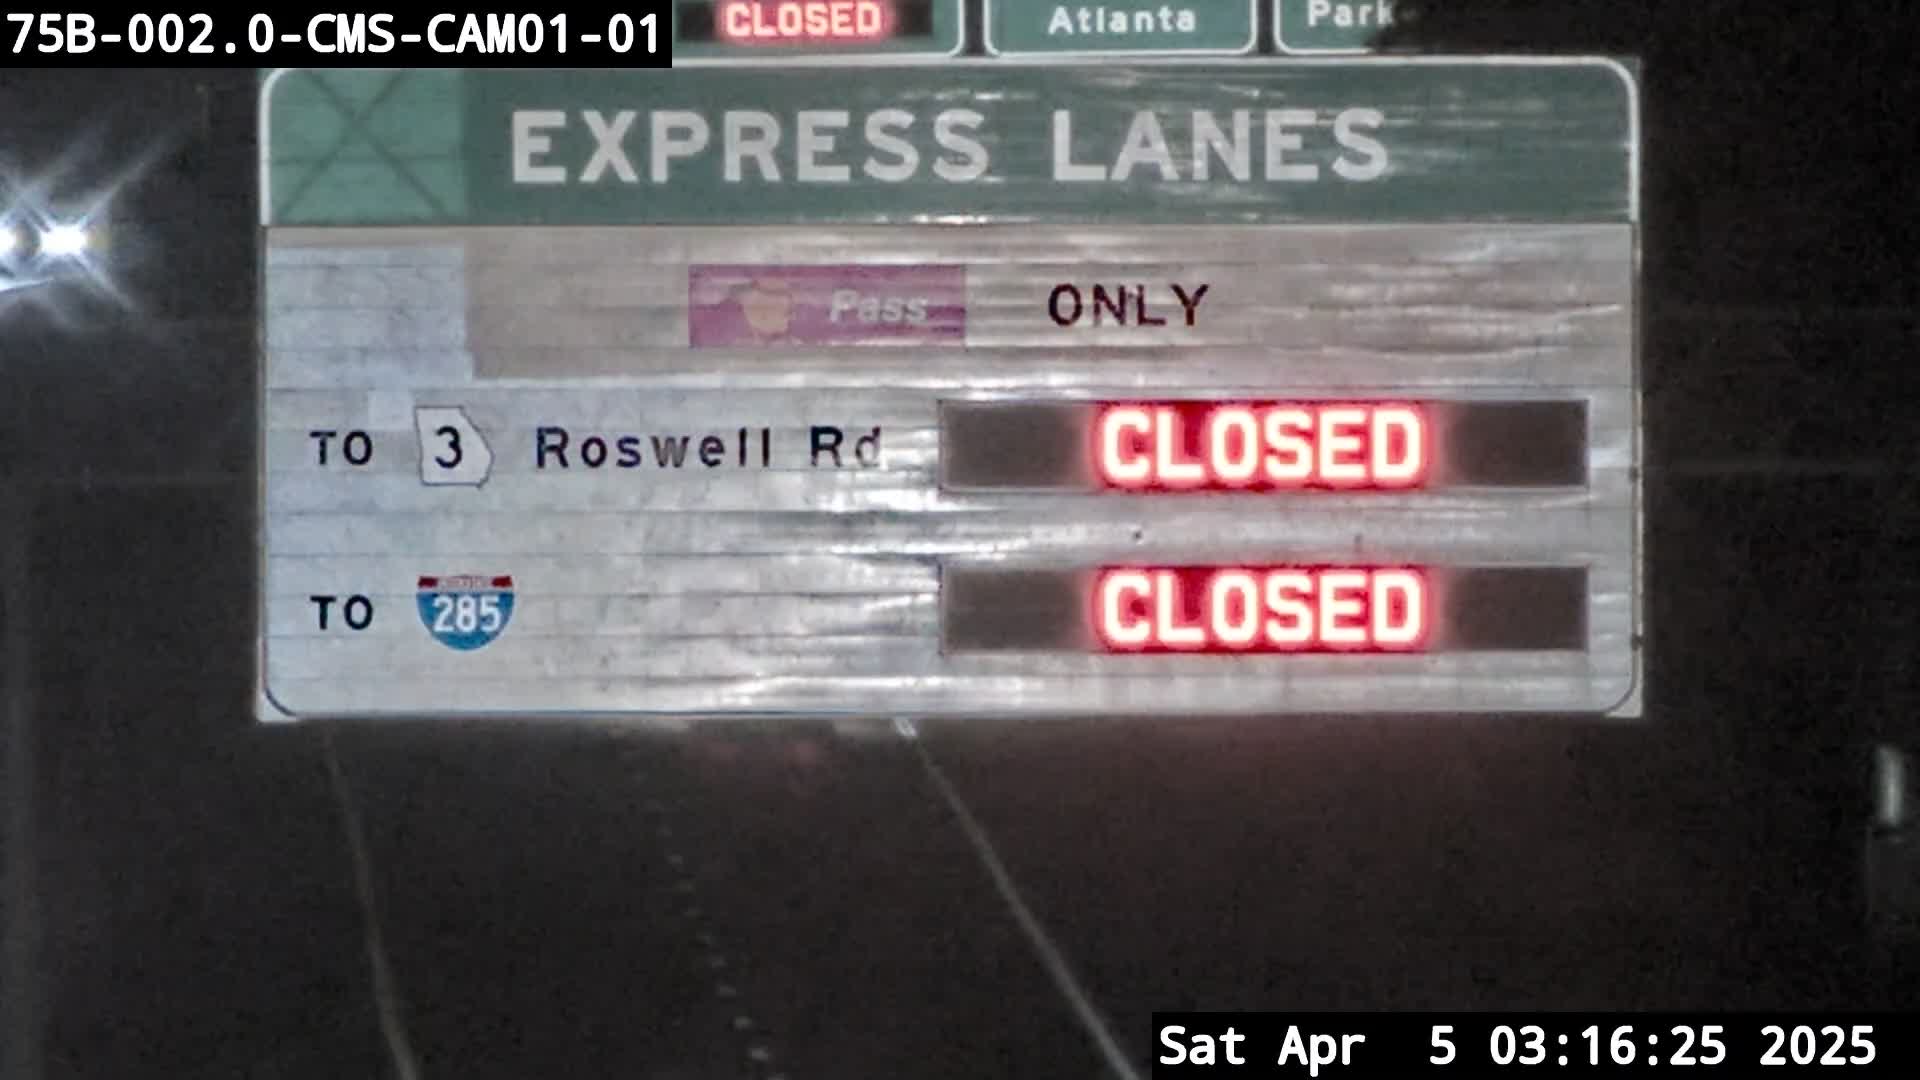 75B-002.0-CMS-CAM01-01
CLOSED
Atlanta
Park
EXPRESS LANES
Pass ONLY
TO 3 Roswell Rd CLOSED
TO 285 CLOSED
Sat Apr 5 03:16:25 2025